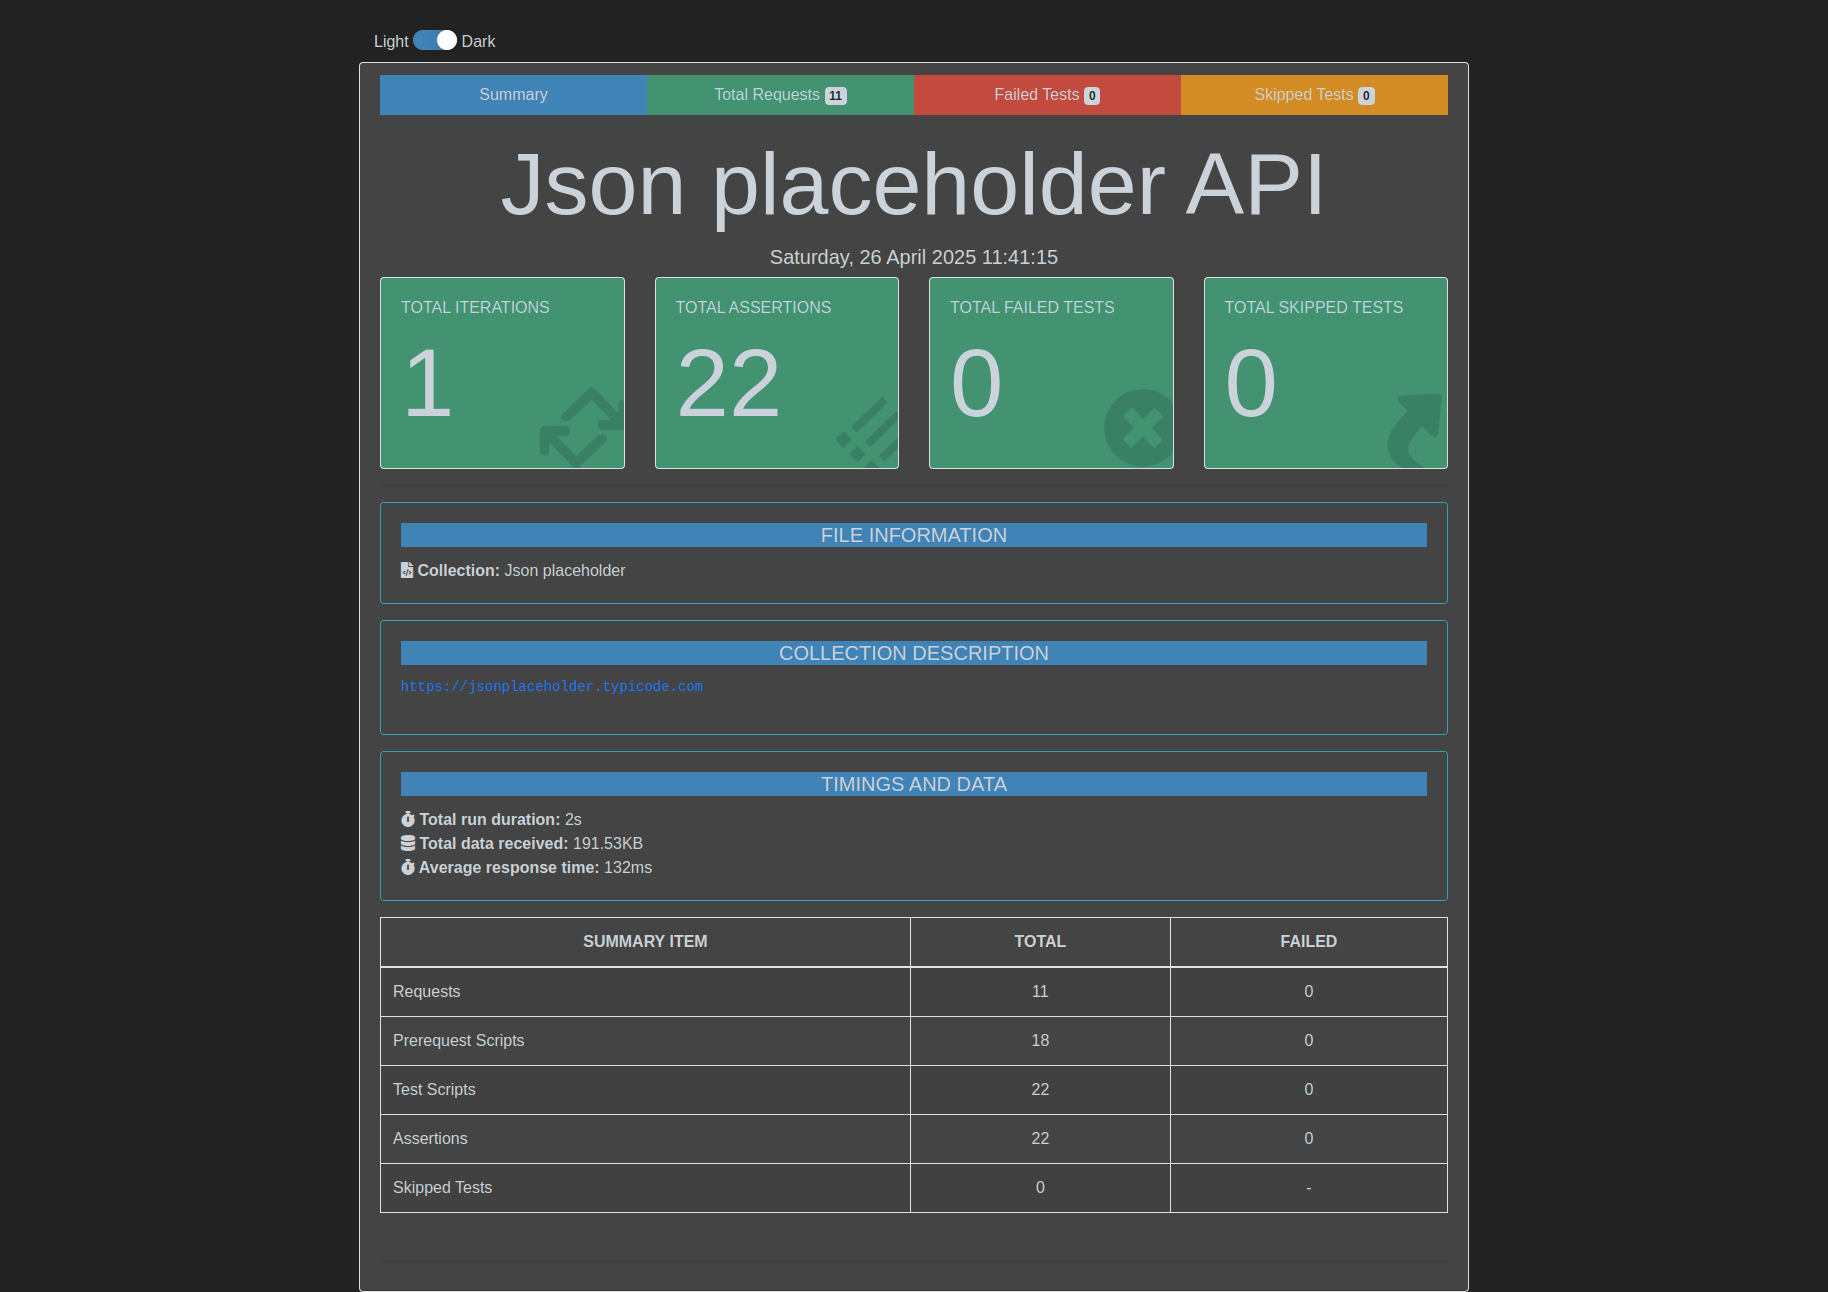 Light Dark
Summary Total Requests 11 Failed Tests 0 Skipped Tests 0
Json placeholder API
Saturday, 26 April 2025 11:41:15
TOTAL ITERATIONS TOTAL ASSERTIONS TOTAL FAILED TESTS TOTAL SKIPPED TESTS
1 22 0 0
FILE INFORMATION
Collection: Json placeholder
COLLECTION DESCRIPTION
https://jsonplaceholder.typicode.com
TIMINGS AND DATA
Total run duration: 2s
Total data received: 191.53KB
Average response time: 132ms
SUMMARY ITEM TOTAL FAILED
Requests 11 0
Prerequest Scripts 18 0
Test Scripts 22 0
Assertions 22 0
Skipped Tests 0 -